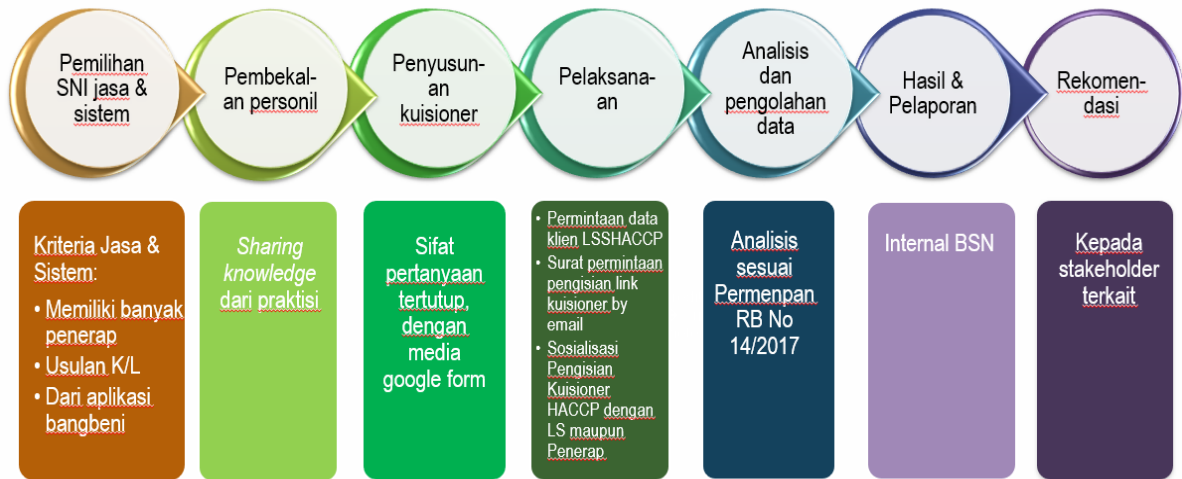 Pemilihan
SNI jasa &
sistem
Pembekal-
an personil
Penyusun-
an
kuisioner
Pelaksana-
an
Analisis
dan
pengolahan
data
Hasil &
Pelaporan
Rekomen-
dasi
Kriteria Jasa &
Sistem:
• Memiliki banyak
penerap
• Usulan K/L
• Dari aplikasi
bangbeni
Sharing
knowledge
dari praktisi
Sifat
pertanyaan
tertutup,
dengan
media
google form
• Permintaan data
klien LSSHACCP
• Surat permintaan
pengisian link
kuisioner by
email
• Sosialisasi
Pengisian
Kuisioner
HACCP dengan
LS maupun
Penerap
Analisis
sesuai
Permenpan
RB No
14/2017
Internal BSN
Kepada
stakeholder
terkait